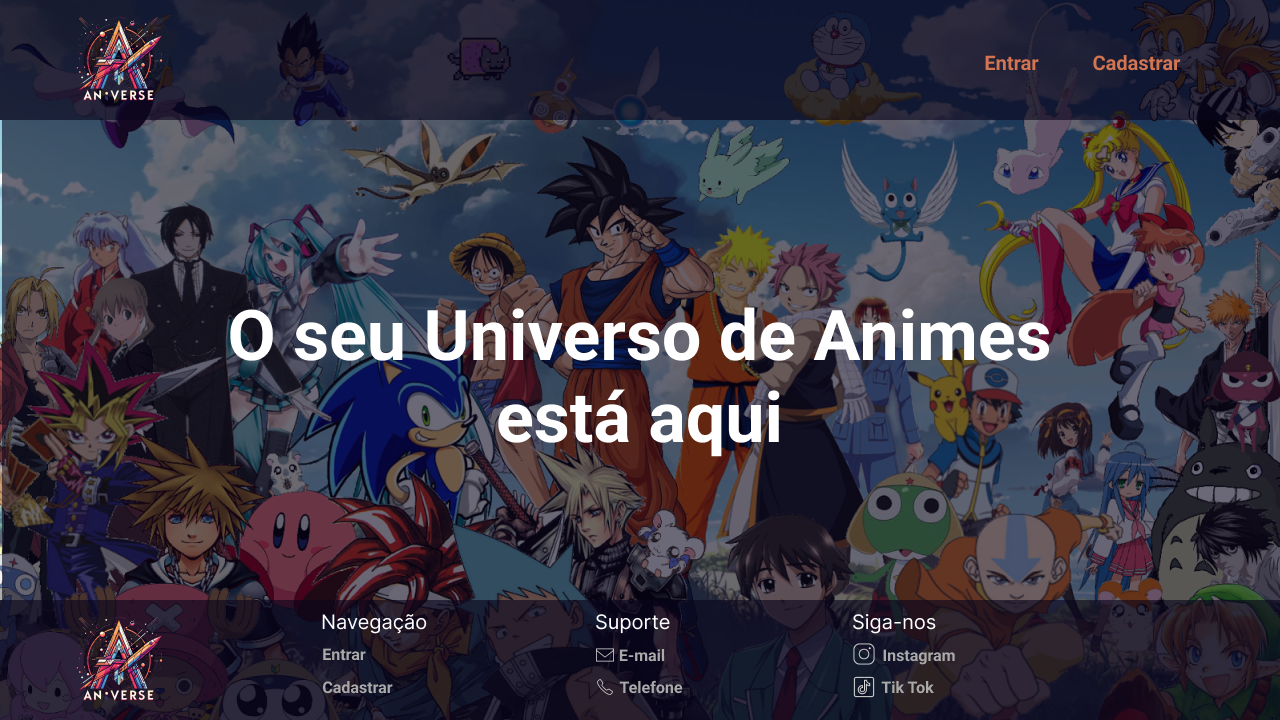 AN•VERSE
Entrar
Cadastrar
O seu Universo de Animes
está aqui
AN•VERSE
Navegação
Entrar
Cadastrar
Suporte
E-mail
Telefone
Siga-nos
Instagram
Tik Tok